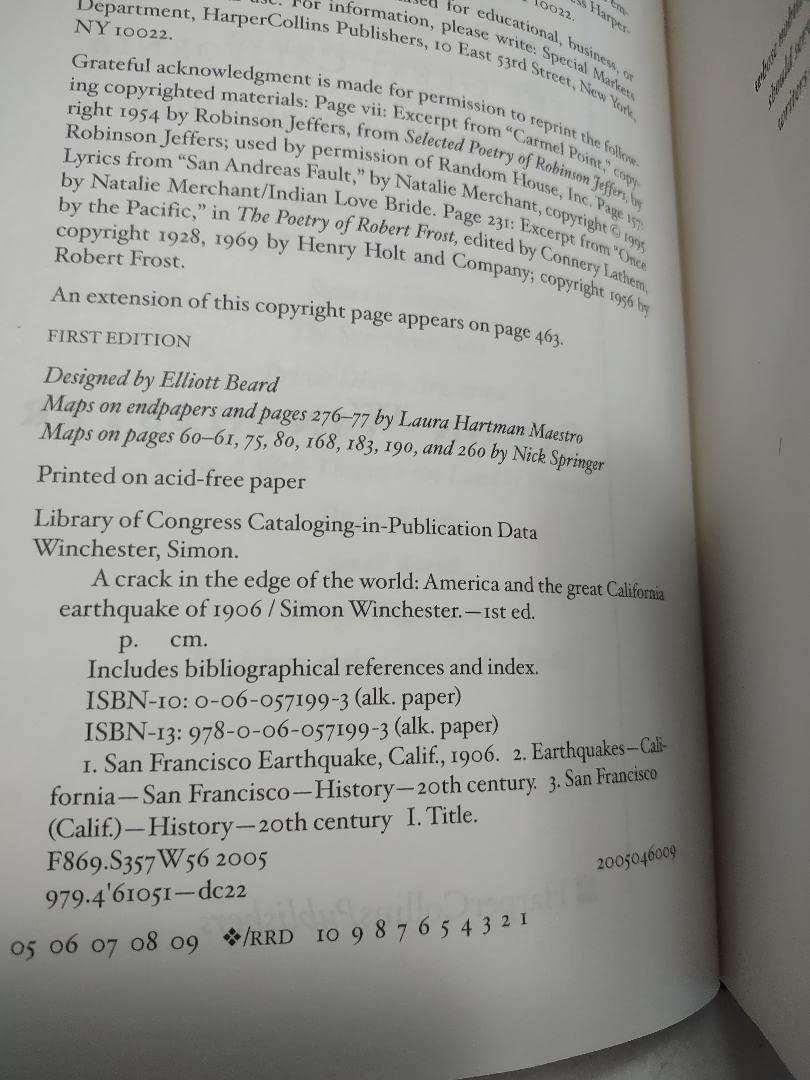 for educational, business, or
use. For information, please write: Special Markets
Department, HarperCollins Publishers, 10 East 53rd Street, New York,
NY 10022.
Grateful acknowledgment is made for permission to reprint the follow-
ing copyrighted materials: Page vii: Excerpt from “Carmel Point,” copy-
right 1954 by Robinson Jeffers, from Selected Poetry of Robinson Jeffers, by
Robinson Jeffers; used by permission of Random House, Inc. Page 157:
Lyrics from “San Andreas Fault,” by Natalie Merchant, copyright © 1995
by Natalie Merchant/Indian Love Bride. Page 231: Excerpt from “Once
by the Pacific,” in The Poetry of Robert Frost, edited by Connery Lathem,
copyright 1928, 1969 by Henry Holt and Company; copyright 1956 by
Robert Frost.
An extension of this copyright page appears on page 463.
FIRST EDITION
Designed by Elliott Beard
Maps on endpapers and pages 276–77 by Laura Hartman Maestro
Maps on pages 60–61, 75, 80, 168, 183, 190, and 260 by Nick Springer
Printed on acid-free paper
Library of Congress Cataloging-in-Publication Data
Winchester, Simon.
A crack in the edge of the world: America and the great California
earthquake of 1906 / Simon Winchester.—1st ed.
p. cm.
Includes bibliographical references and index.
ISBN-10: 0-06-057199-3 (alk. paper)
ISBN-13: 978-0-06-057199-3 (alk. paper)
1. San Francisco Earthquake, Calif., 1906. 2. Earthquakes—Cali-
fornia—San Francisco—History—20th century. 3. San Francisco
(Calif.)—History—20th century I. Title.
F869.S357W56 2005
979.4'61051—dc22
2005046009
05 06 07 08 09 ❖/RRD 10 9 8 7 6 5 4 3 2 1